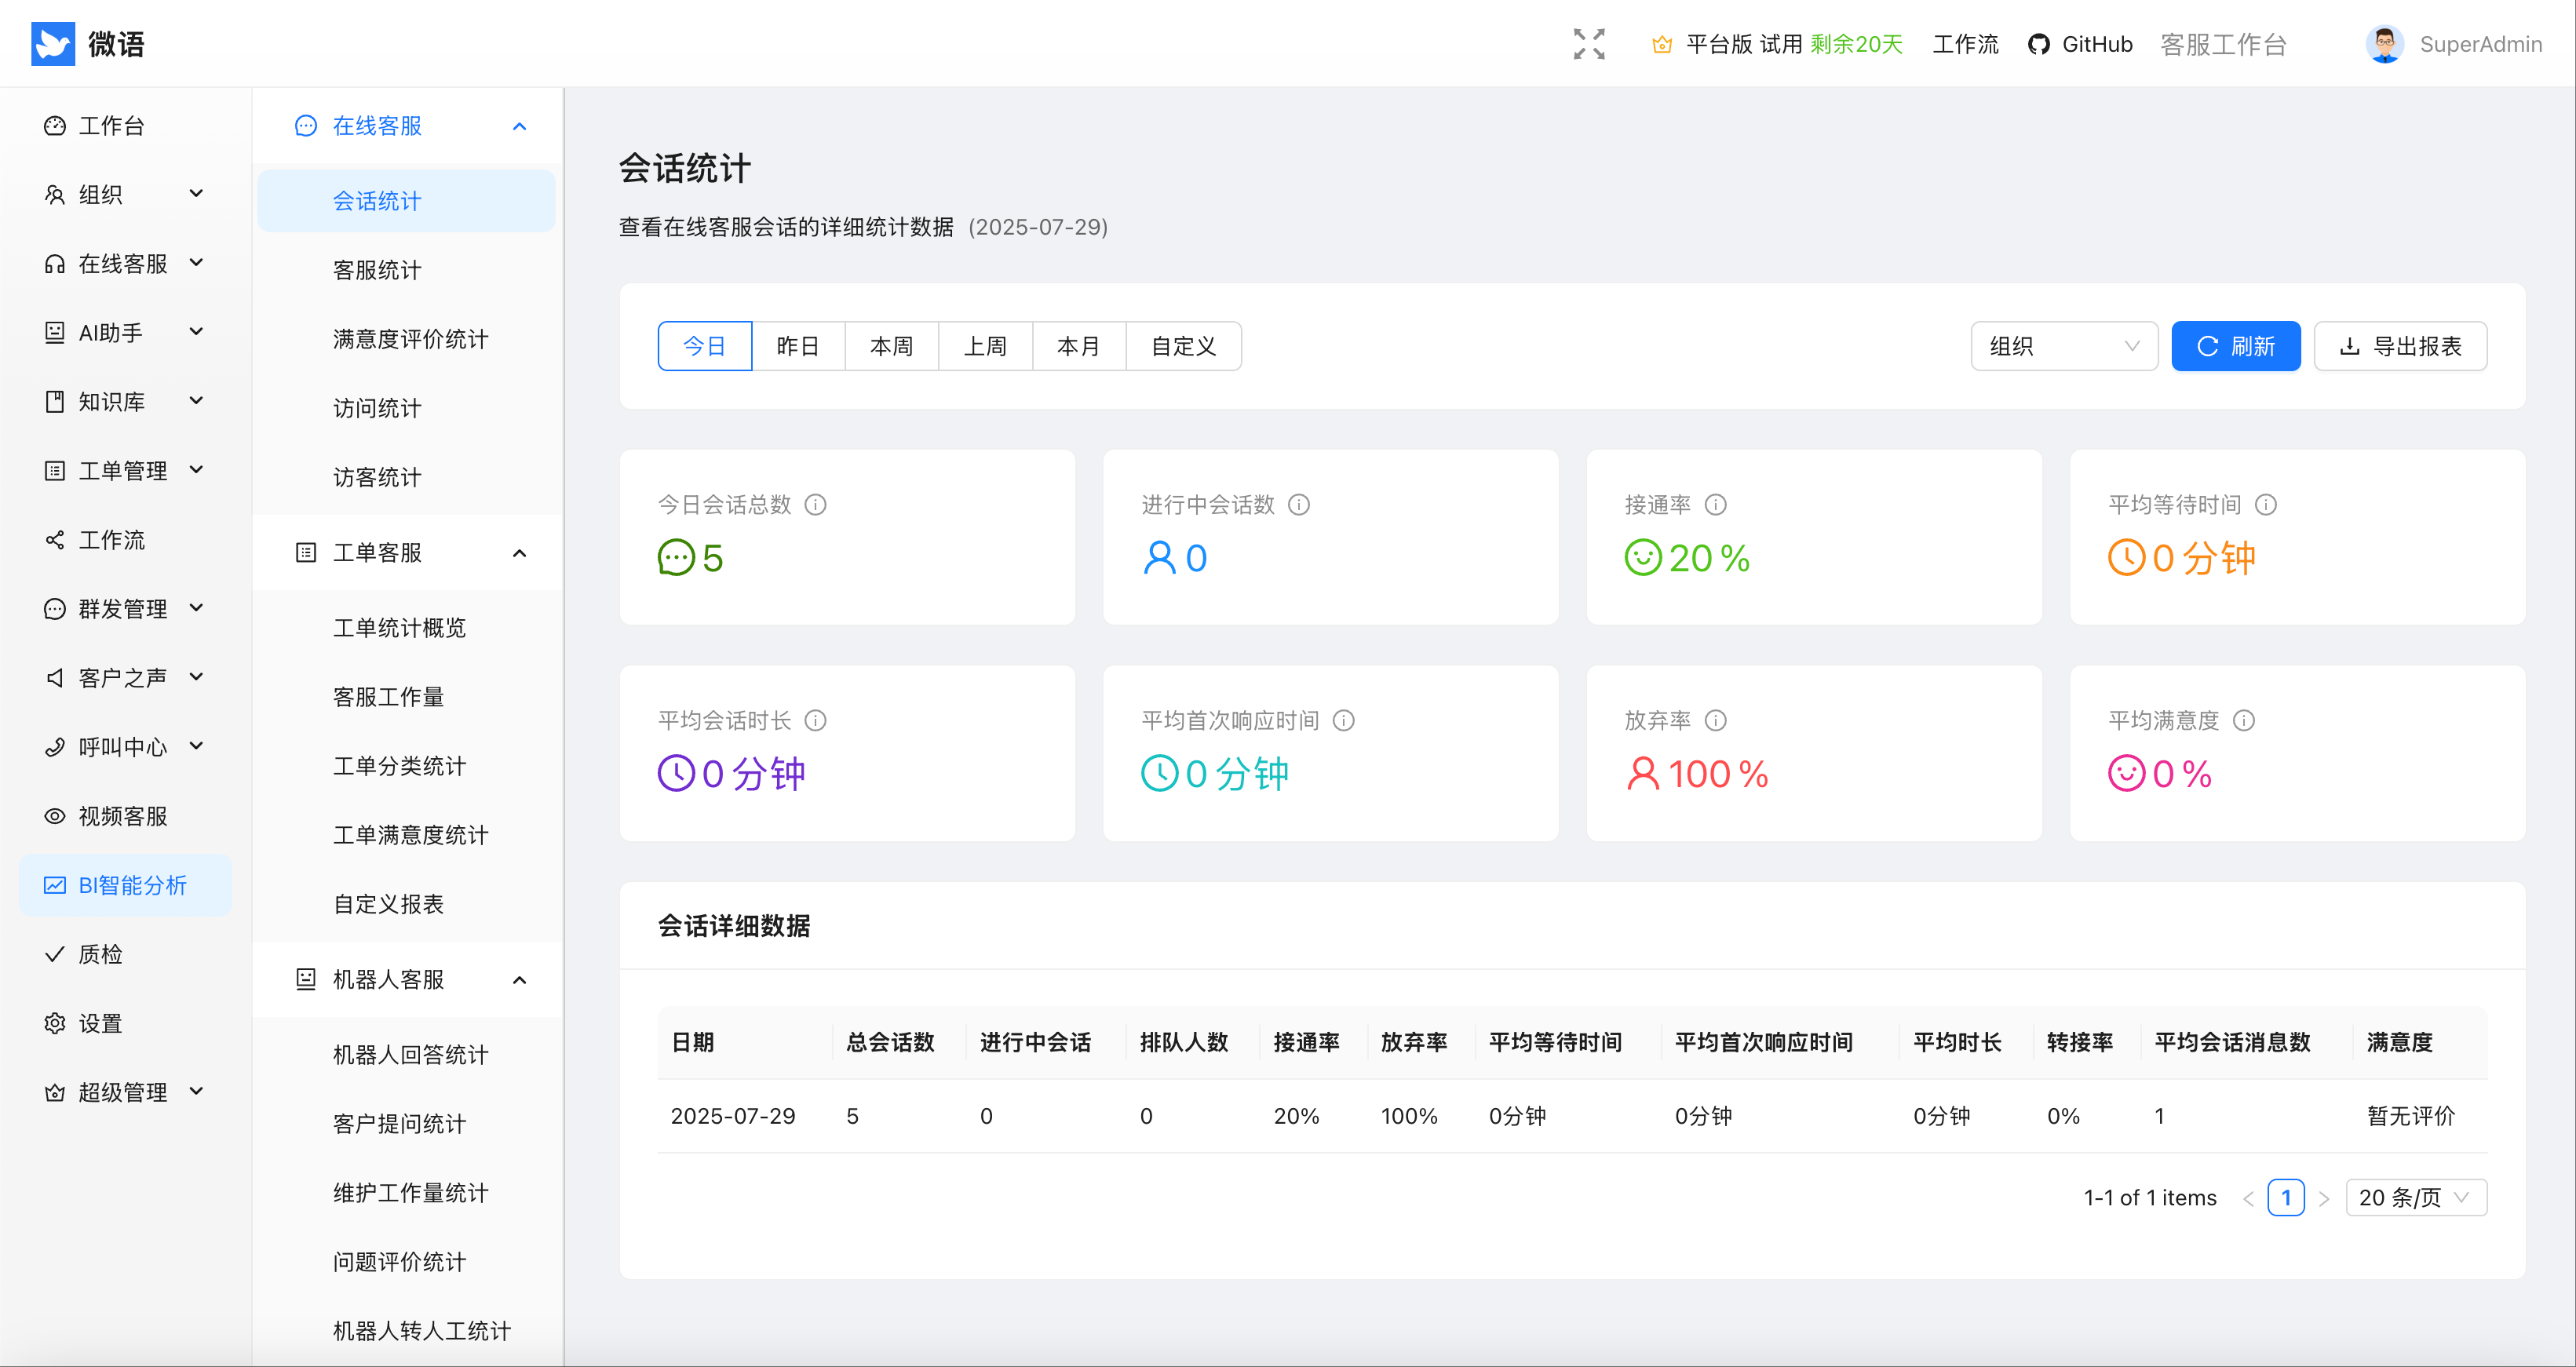 微语
平台版 试用 剩余20天 工作流 GitHub 客服工作台 SuperAdmin
工作台
组织
在线客服
AI助手
知识库
工单管理
工作流
群发管理
客户之声
呼叫中心
视频客服
BI智能分析
质检
设置
超级管理
在线客服
会话统计
客服统计
满意度评价统计
访问统计
访客统计
工单客服
工单统计概览
客服工作量
工单分类统计
工单满意度统计
自定义报表
机器人客服
机器人回答统计
客户提问统计
维护工作量统计
问题评价统计
机器人转人工统计
会话统计
查看在线客服会话的详细统计数据 (2025-07-29)
今日 昨日 本周 上周 本月 自定义 组织 刷新 导出报表
今日会话总数 进行中会话数 接通率 平均等待时间
5 0 20 % 0 分钟
平均会话时长 平均首次响应时间 放弃率 平均满意度
0 分钟 0 分钟 100 % 0 %
会话详细数据
日期 总会话数 进行中会话 排队人数 接通率 放弃率 平均等待时间 平均首次响应时间 平均时长 转接率 平均会话消息数 满意度
2025-07-29 5 0 0 20% 100% 0分钟 0分钟 0分钟 0% 1 暂无评价
1-1 of 1 items < 1 > 20 条/页